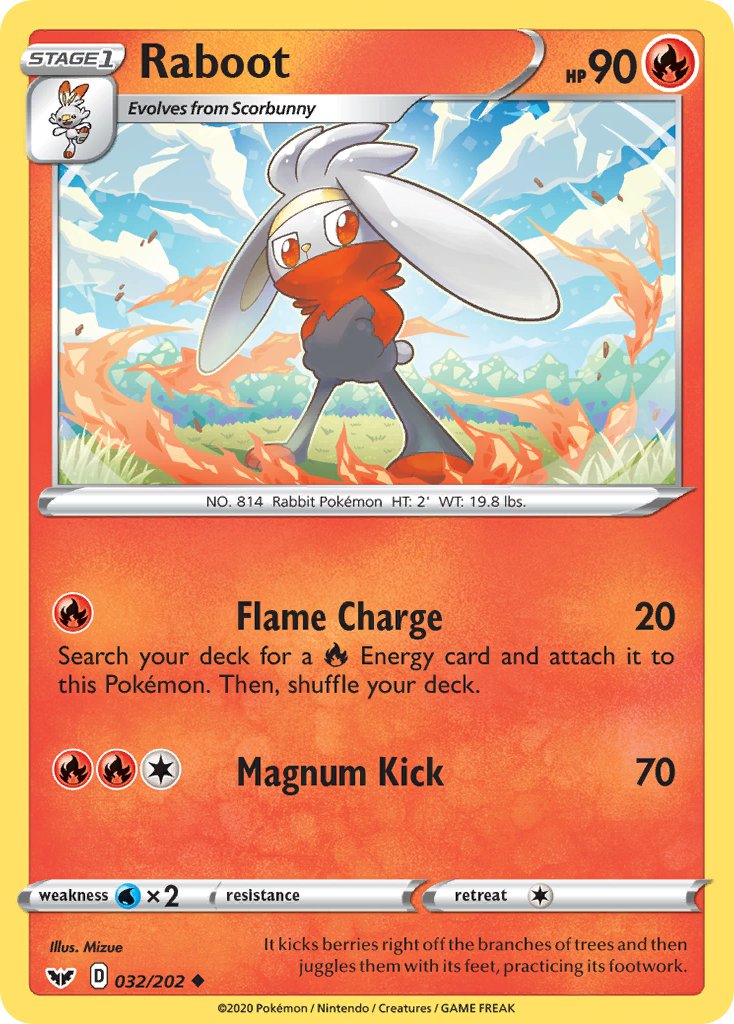 STAGE1
Raboot
HP 90
Evolves from Scorbunny
NO. 814 Rabbit Pokémon HT: 2' WT: 19.8 lbs.
Flame Charge 20
Search your deck for a Energy card and attach it to
this Pokémon. Then, shuffle your deck.
Magnum Kick 70
weakness ×2 resistance retreat
Illus. Mizue
It kicks berries right off the branches of trees and then
juggles them with its feet, practicing its footwork.
D 032/202
©2020 Pokémon / Nintendo / Creatures / GAME FREAK